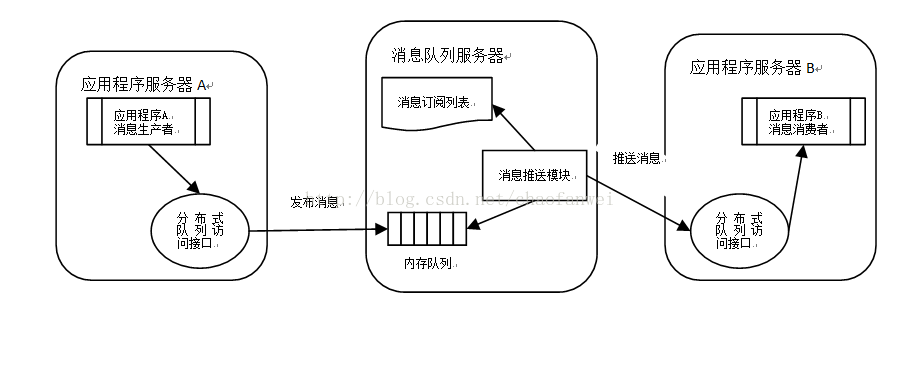 应用程序服务器A
应用程序A
消息生产者
分布式
队列访
问接口
发布消息
消息队列服务器
消息订阅列表
消息推送模块
http://blog.csdn.net/chaofanwei
内存队列
推送消息
应用程序服务器B
应用程序B
消息消费者
分布式
队列访
问接口